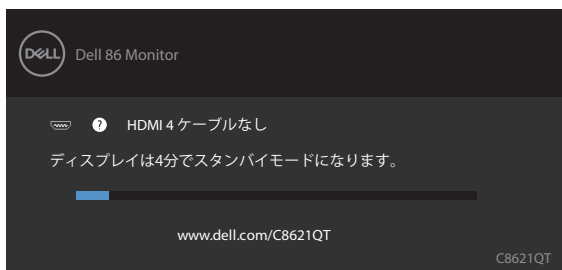 DELL Dell 86 Monitor
? HDMI 4 ケーブルなし
ディスプレイは4分でスタンバイモードになります。
www.dell.com/C8621QT
C8621QT